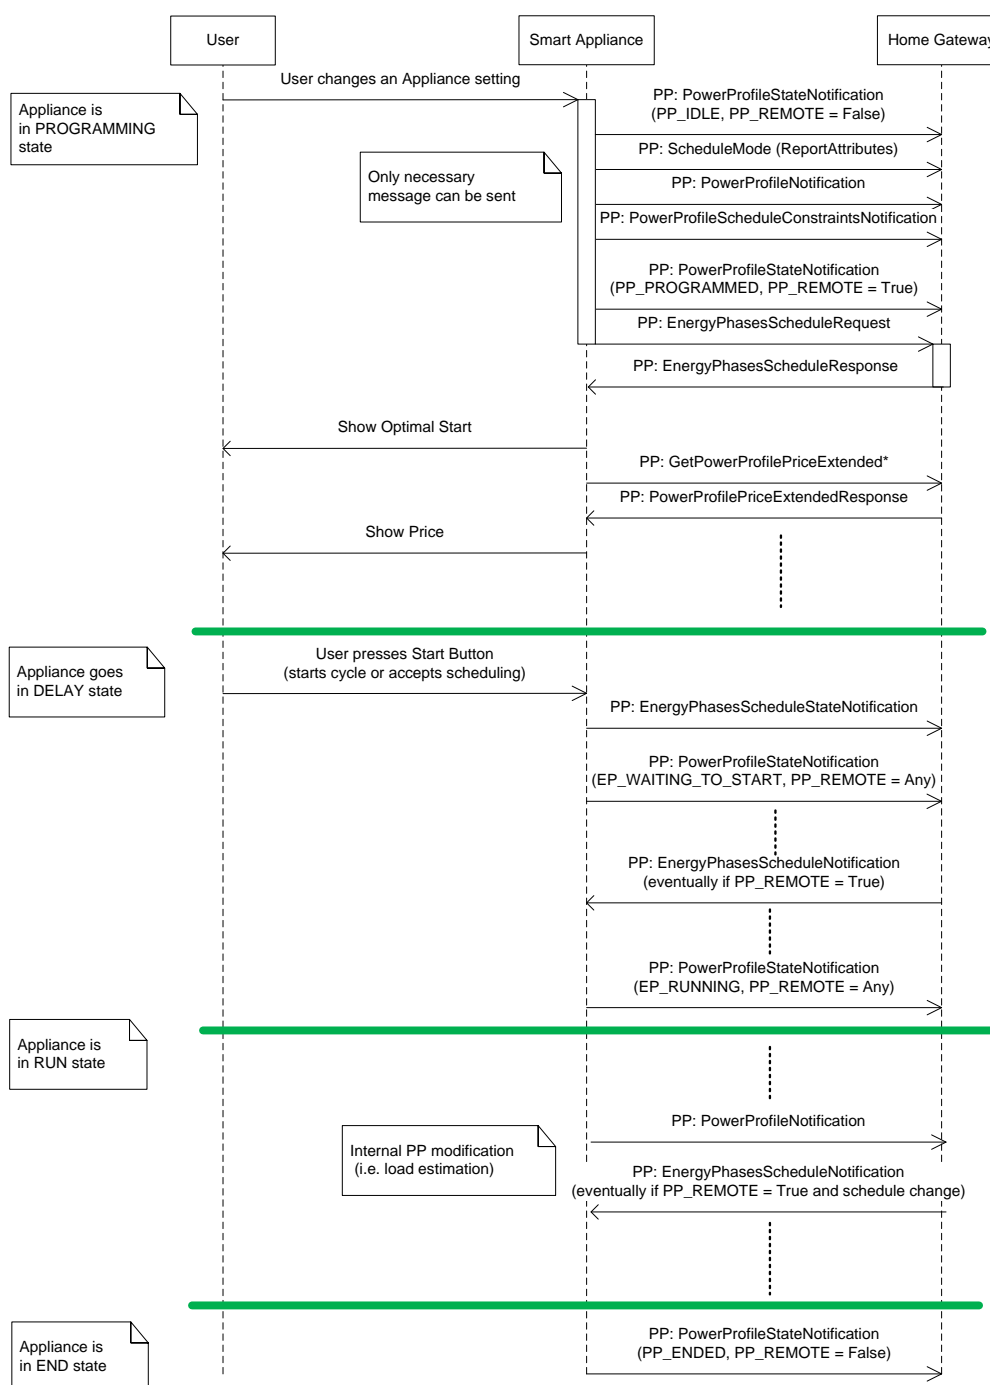 User
Smart Appliance
Home Gateway
User changes an Appliance setting
Appliance is
in PROGRAMMING
state
PP: PowerProfileStateNotification
(PP_IDLE, PP_REMOTE = False)
PP: ScheduleMode (ReportAttributes)
Only necessary
message can be sent
PP: PowerProfileNotification
PP: PowerProfileScheduleConstraintsNotification
PP: PowerProfileStateNotification
(PP_PROGRAMMED, PP_REMOTE = True)
PP: EnergyPhasesScheduleRequest
PP: EnergyPhasesScheduleResponse
Show Optimal Start
PP: GetPowerProfilePriceExtended*
PP: PowerProfilePriceExtendedResponse
Show Price
Appliance goes
in DELAY state
User presses Start Button
(starts cycle or accepts scheduling)
PP: EnergyPhasesScheduleStateNotification
PP: PowerProfileStateNotification
(EP_WAITING_TO_START, PP_REMOTE = Any)
PP: EnergyPhasesScheduleNotification
(eventually if PP_REMOTE = True)
PP: PowerProfileStateNotification
(EP_RUNNING, PP_REMOTE = Any)
Appliance is
in RUN state
PP: PowerProfileNotification
Internal PP modification
(i.e. load estimation)
PP: EnergyPhasesScheduleNotification
(eventually if PP_REMOTE = True and schedule change)
Appliance is
in END state
PP: PowerProfileStateNotification
(PP_ENDED, PP_REMOTE = False)